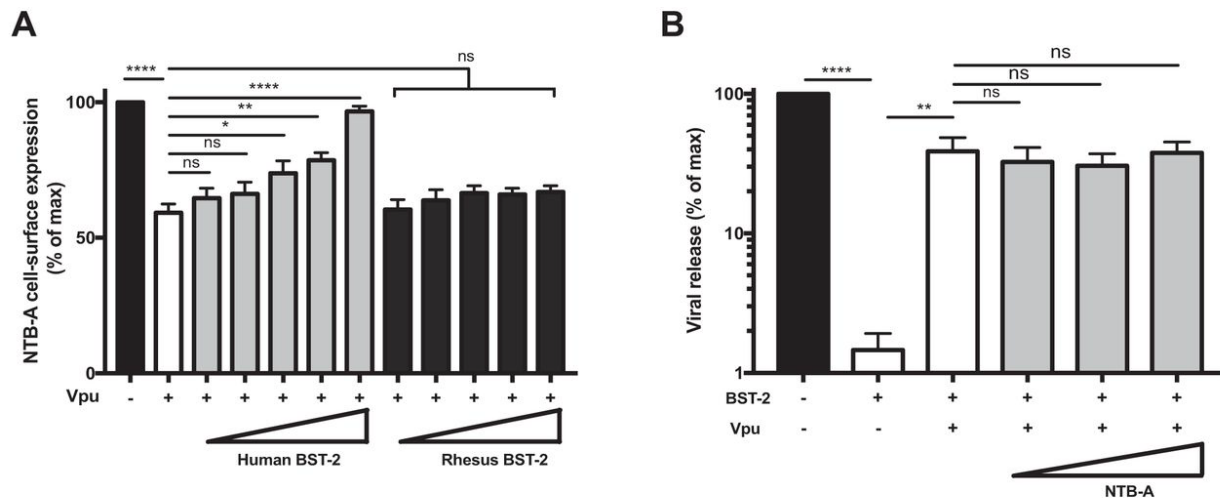 A
NTB-A cell-surface expression
(% of max)
100
50
0
****
ns
****
**
*
ns
ns
Vpu - + + + + + + + + + + +
Human BST-2
Rhesus BST-2
B
Viral release (% of max)
100
10
1
****
**
ns
ns
ns
BST-2 - + + + + +
Vpu - - + + + +
NTB-A